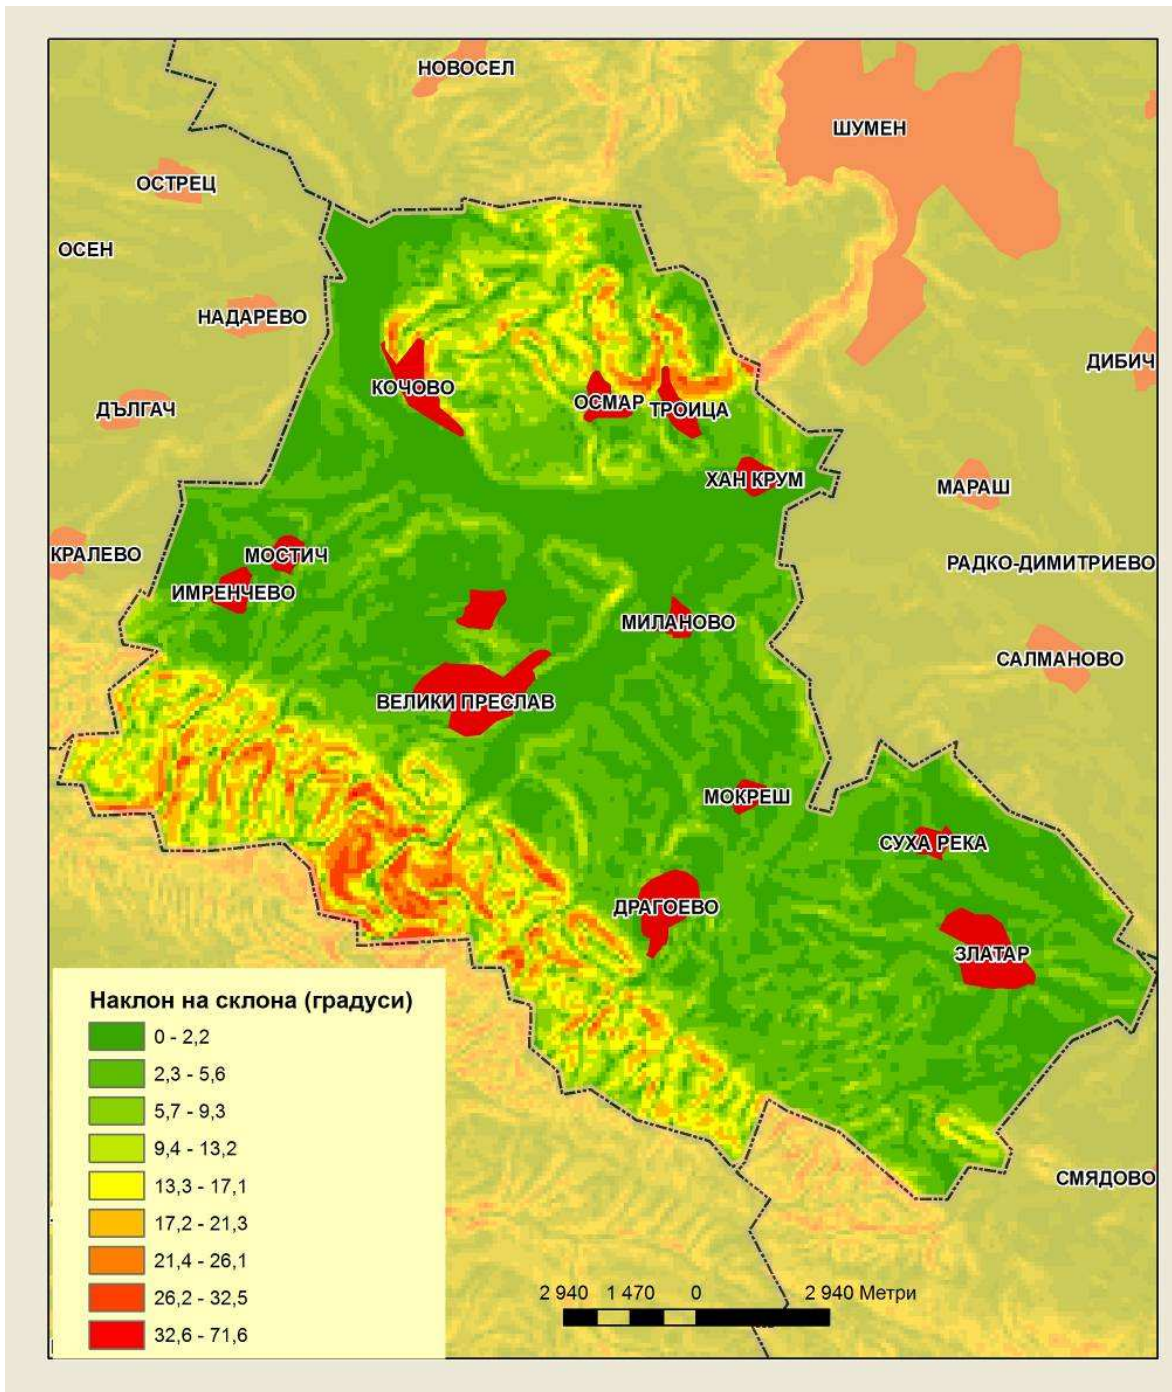 НОВОСЕЛ
ШУМЕН
ОСТРЕЦ
ОСЕН
НАДАРЕВО
ДИБИЧ
КОЧОВО
ОСМАР
ТРОИЦА
ДЪЛГАЧ
ХАН КРУМ
МАРАШ
КРАЛЕВО
МОСТИЧ
РАДКО-ДИМИТРИЕВО
ИМРЕНЧЕВО
МИЛАНОВО
САЛМАНОВО
ВЕЛИКИ ПРЕСЛАВ
МОКРЕШ
СУХА РЕКА
ДРАГОЕВО
ЗЛАТАР
СМЯДОВО
Наклон на склона (градуси)
0 - 2,2
2,3 - 5,6
5,7 - 9,3
9,4 - 13,2
13,3 - 17,1
17,2 - 21,3
21,4 - 26,1
26,2 - 32,5
32,6 - 71,6
2 940 1 470 0 2 940 Метри